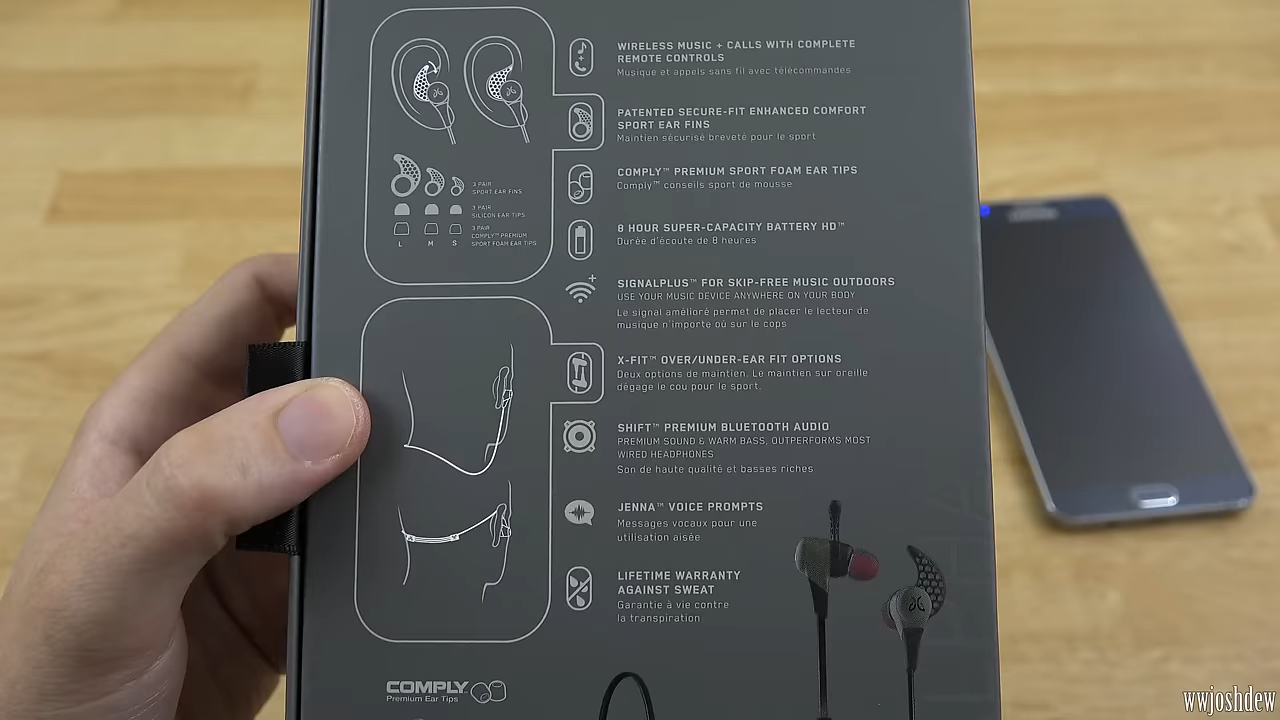 WIRELESS MUSIC + CALLS WITH COMPLETE
REMOTE CONTROLS
Musique et appels sans fil avec télécommandes
PATENTED SECURE-FIT ENHANCED COMFORT
SPORT EAR FINS
Maintien sécurisé breveté pour le sport
3 PAIR
SPORT EAR FINS
3 PAIR
SILICON EAR TIPS
3 PAIR
COMPLY™ PREMIUM
SPORT FOAM EAR TIPS
L M S
COMPLY™ PREMIUM SPORT FOAM EAR TIPS
Comply™ conseils sport de mousse
8 HOUR SUPER-CAPACITY BATTERY HD™
Durée d'écoute de 8 heures
SIGNALPLUS™ FOR SKIP-FREE MUSIC OUTDOORS
USE YOUR MUSIC DEVICE ANYWHERE ON YOUR BODY
Le signal amélioré permet de placer le lecteur de
musique n'importe où sur le cops
X-FIT™ OVER/UNDER-EAR FIT OPTIONS
Deux options de maintien. Le maintien sur oreille
dégage le cou pour le sport.
SHIFT™ PREMIUM BLUETOOTH AUDIO
PREMIUM SOUND & WARM BASS, OUTPERFORMS MOST
WIRED HEADPHONES
Son de haute qualité et basses riches
JENNA™ VOICE PROMPTS
Messages vocaux pour une
utilisation aisée
LIFETIME WARRANTY
AGAINST SWEAT
Garantie à vie contre
la transpiration
COMPLY
Premium Ear Tips
wwjoshdew